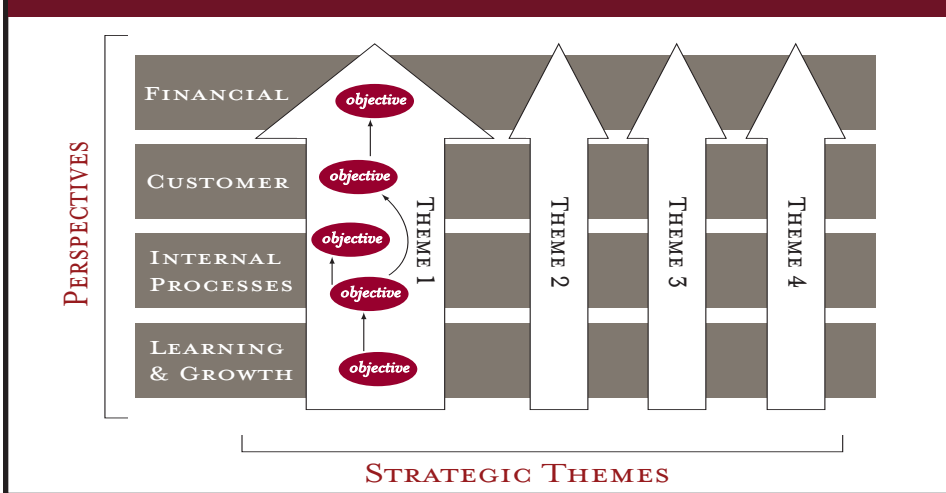 PERSPECTIVES
FINANCIAL
objective
CUSTOMER
objective
objective
INTERNAL
PROCESSES
objective
LEARNING
& GROWTH
objective
THEME 1
THEME 2
THEME 3
THEME 4
STRATEGIC THEMES